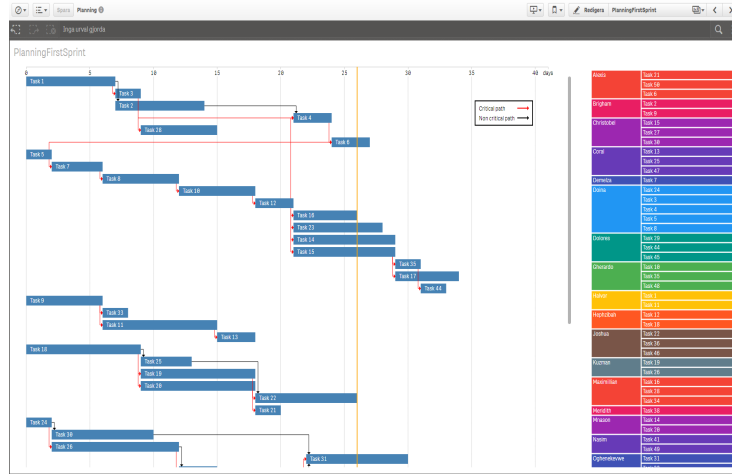 Spara
Planning
Redigera
PlanningFirstSprint
Inga urval gjorda
PlanningFirstSprint
0 5 10 15 20 25 30 35 40 days
Task 1
Task 3
Task 2
Task 4
Task 28
Task 6
Critical path
Non critical path
Task 5
Task 7
Task 8
Task 10
Task 12
Task 16
Task 23
Task 14
Task 15
Task 35
Task 17
Task 44
Task 9
Task 33
Task 11
Task 13
Task 18
Task 25
Task 19
Task 20
Task 22
Task 21
Task 24
Task 30
Task 26
Task 31
Alexis Task 21
Task 50
Task 6
Brigham Task 2
Task 9
Christobel Task 15
Task 27
Task 30
Coral Task 13
Task 25
Task 47
Demelza Task 7
Task 24
Task 3
Task 4
Task 5
Task 8
Dolores Task 29
Task 44
Task 45
Gherardo Task 10
Task 35
Task 48
Task 1
Task 11
Hephzibah Task 12
Task 18
Joshua Task 22
Task 36
Task 46
Kuzman Task 19
Task 26
Maximilian Task 16
Task 28
Task 34
Meridith Task 38
Mnason Task 14
Task 20
Nasim Task 41
Task 49
Oghenekevwe Task 31